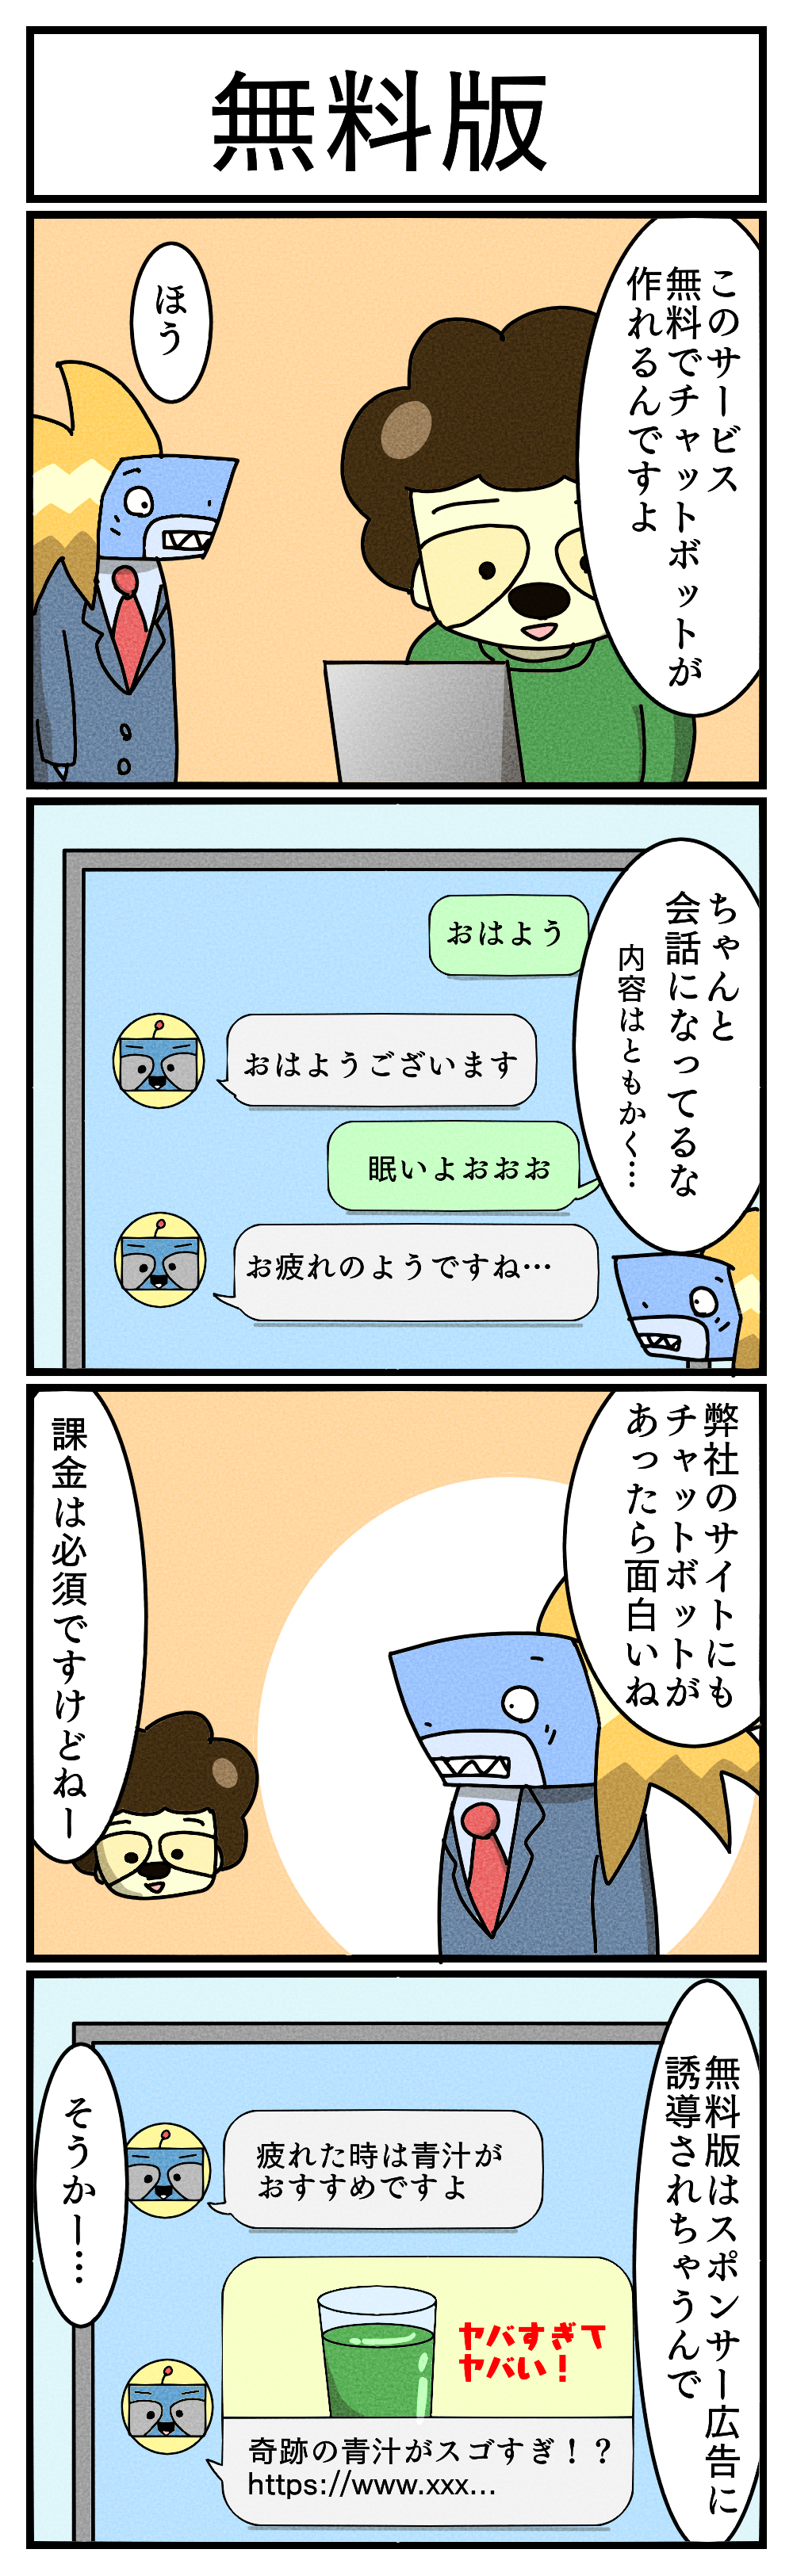 無料版
このサービス
無料でチャットボットが
作れるんですよ
ほう
ちゃんと
会話になってるな
内容はともかく…
おはよう
おはようございます
眠いよおおお
お疲れのようですね…
弊社のサイトにも
チャットボットが
あったら面白いね
課金は必須ですけどねー
無料版はスポンサー広告に
誘導されちゃうんで
疲れた時は青汁が
おすすめですよ
ヤバすぎて
ヤバい！
奇跡の青汁がスゴすぎ！？
https://www.xxx...
そうかー…